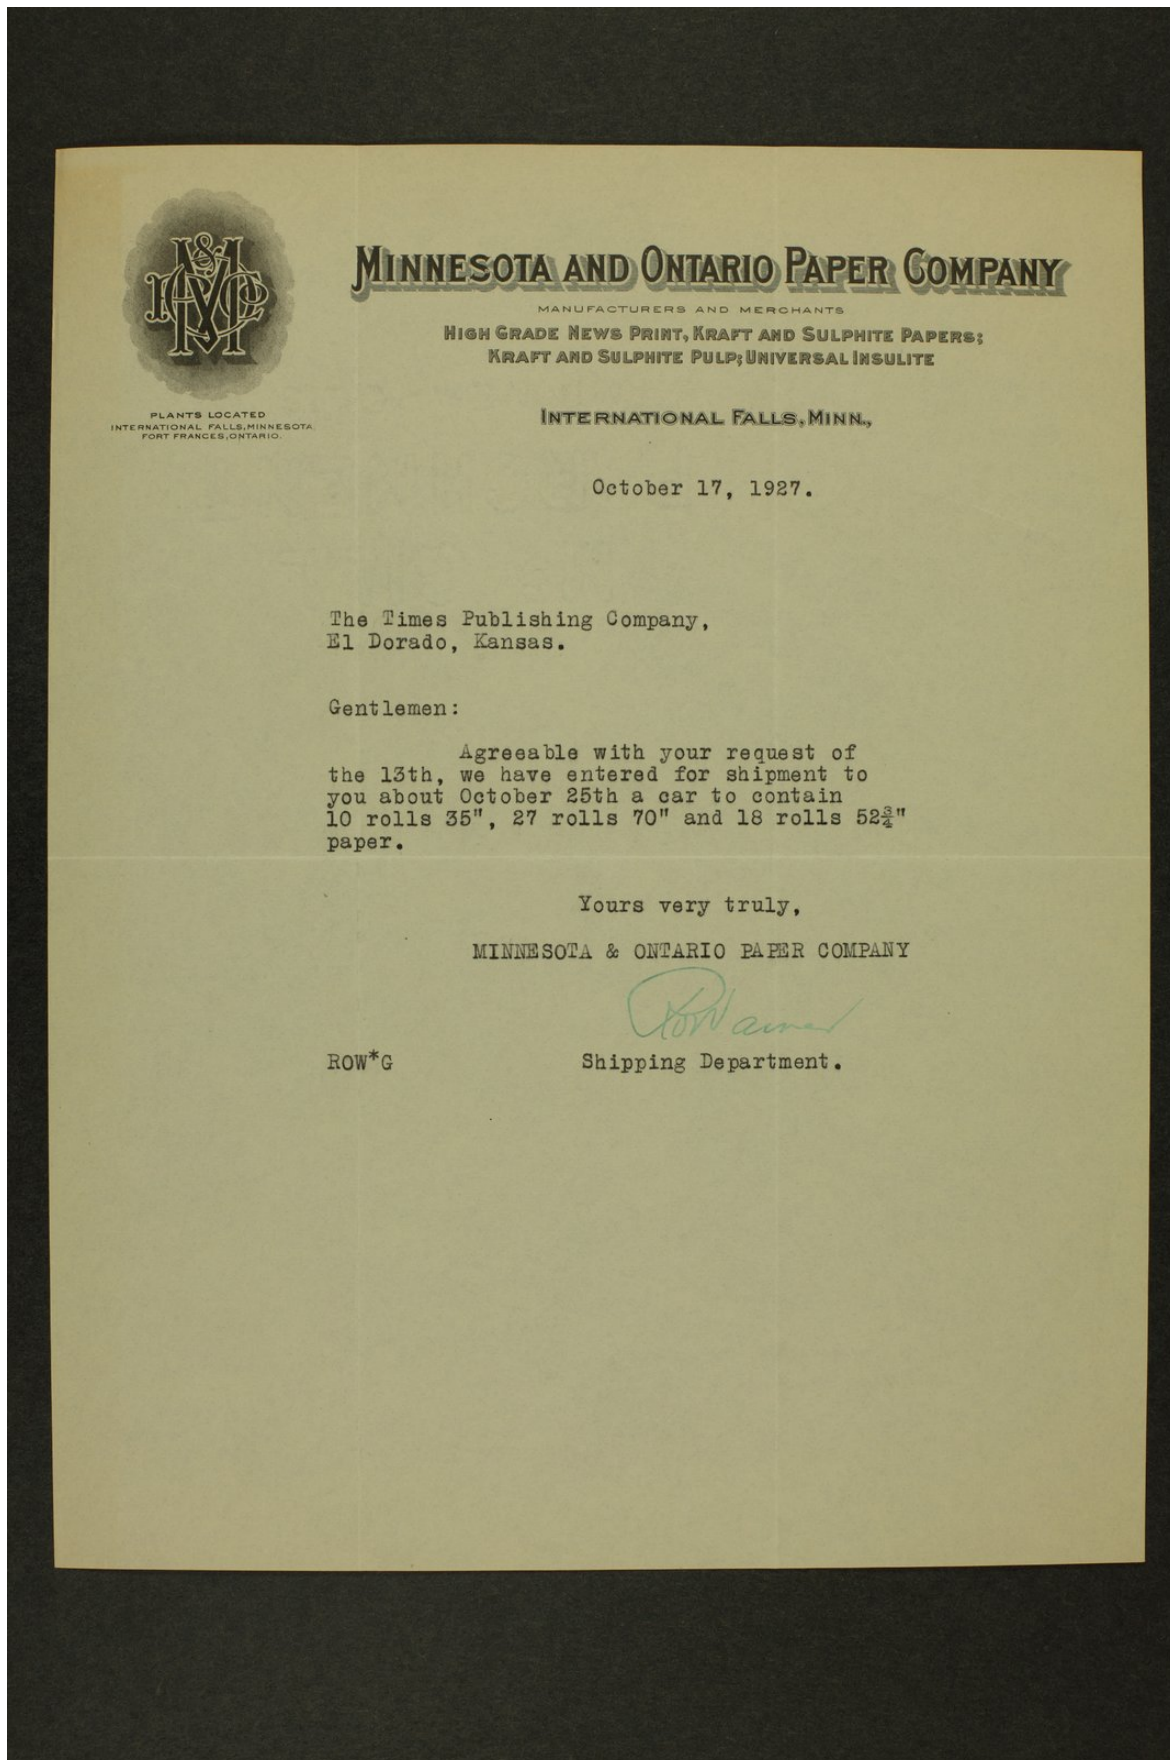 MINNESOTA AND ONTARIO PAPER COMPANY
MANUFACTURERS AND MERCHANTS
HIGH GRADE NEWS PRINT, KRAFT AND SULPHITE PAPERS;
KRAFT AND SULPHITE PULP; UNIVERSAL INSULITE
PLANTS LOCATED
INTERNATIONAL FALLS, MINNESOTA.
FORT FRANCES, ONTARIO.
INTERNATIONAL FALLS, MINN.,
October 17, 1927.
The Times Publishing Company,
El Dorado, Kansas.
Gentlemen:
Agreeable with your request of
the 13th, we have entered for shipment to
you about October 25th a car to contain
10 rolls 35", 27 rolls 70" and 18 rolls 52¾"
paper.
Yours very truly,
MINNESOTA & ONTARIO PAPER COMPANY
ROW*G Shipping Department.